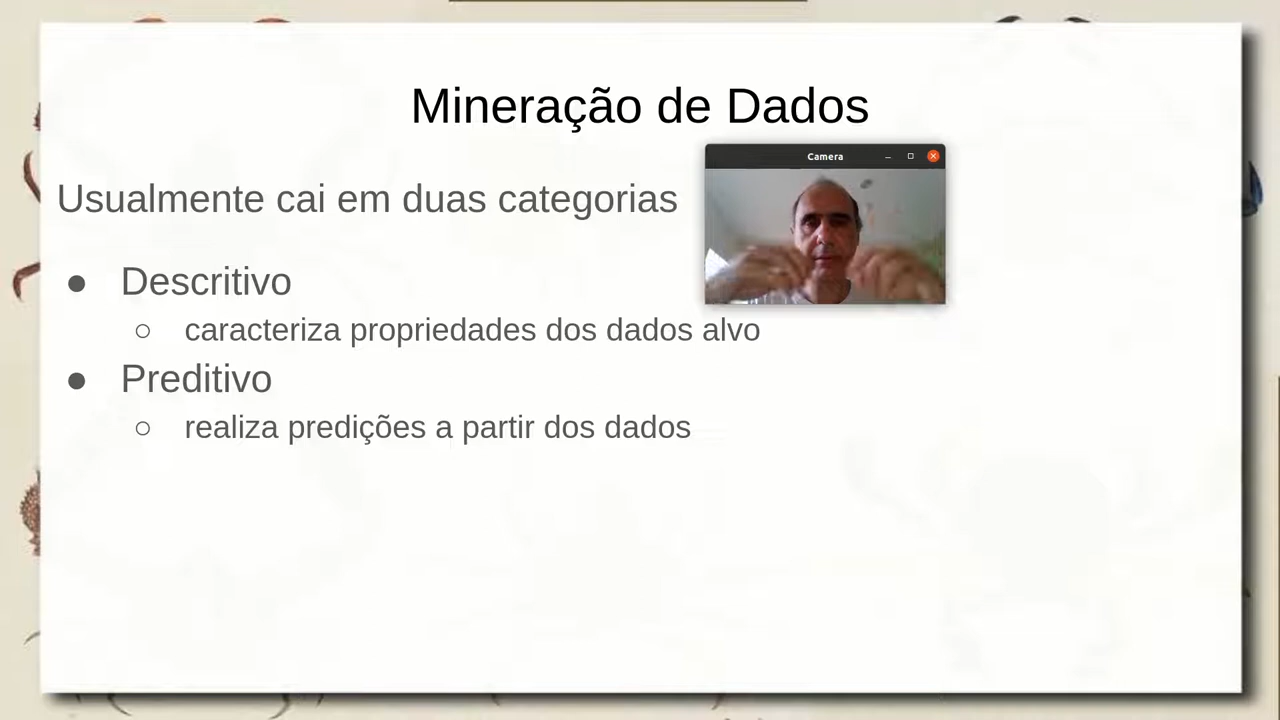 Mineração de Dados
Camera
Usualmente cai em duas categorias
● Descritivo
○ caracteriza propriedades dos dados alvo
● Preditivo
○ realiza predições a partir dos dados